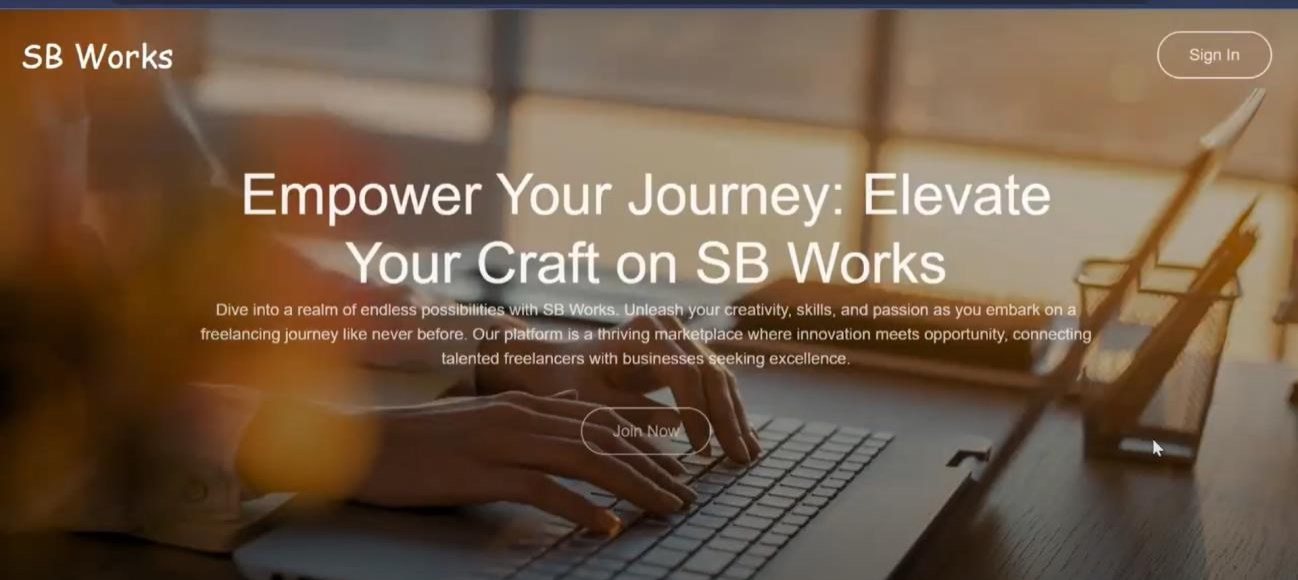 SB Works
Sign In
Empower Your Journey: Elevate
Your Craft on SB Works
Dive into a realm of endless possibilities with SB Works. Unleash your creativity, skills, and passion as you embark on a
freelancing journey like never before. Our platform is a thriving marketplace where innovation meets opportunity, connecting
talented freelancers with businesses seeking excellence.
Join Now